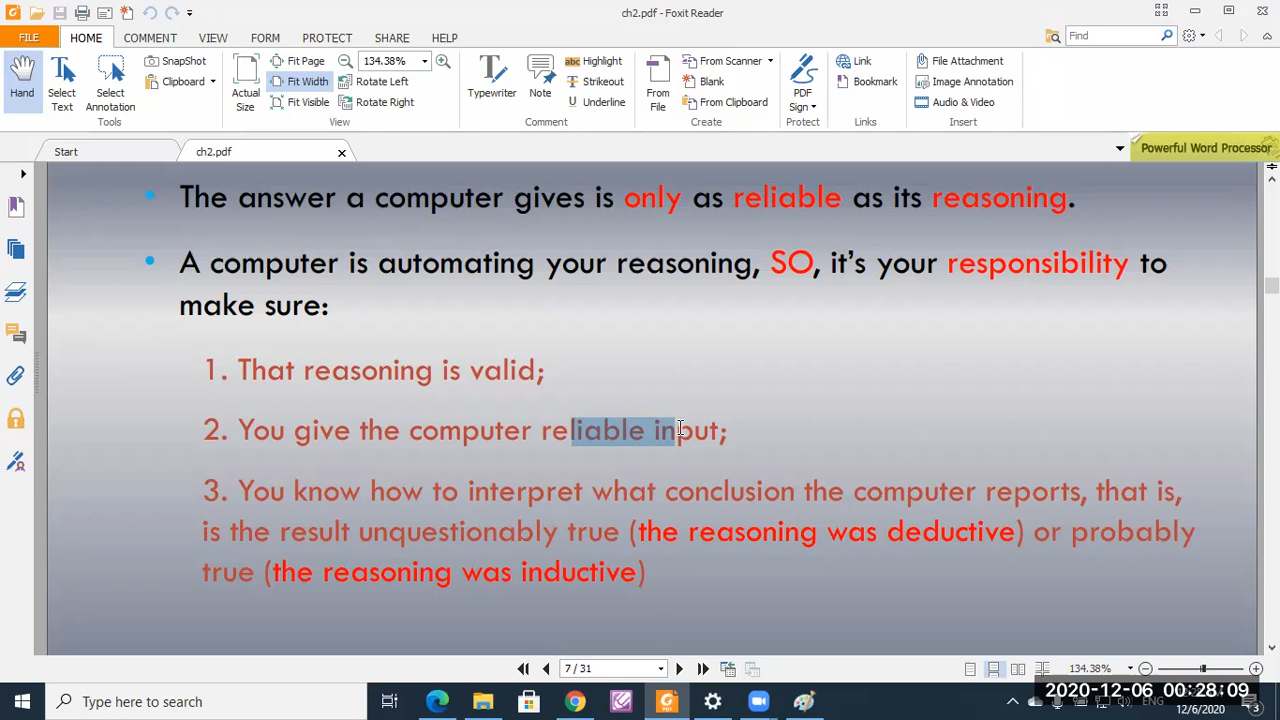 ch2.pdf - Foxit Reader
FILE HOME COMMENT VIEW FORM PROTECT SHARE HELP
Find
Hand
Select Text
Select Annotation
SnapShot
Clipboard
Tools
Actual Size
Fit Page
Fit Width
Fit Visible
134.38%
Rotate Left
Rotate Right
View
Typewriter
Note
Highlight
Strikeout
Underline
Comment
From File
From Scanner
Blank
From Clipboard
Create
PDF Sign
Protect
Link
Bookmark
Links
File Attachment
Image Annotation
Audio & Video
Insert
Start
ch2.pdf
Powerful Word Processor
• The answer a computer gives is only as reliable as its reasoning.
• A computer is automating your reasoning, SO, it’s your responsibility to
make sure:
1. That reasoning is valid;
2. You give the computer reliable input;
3. You know how to interpret what conclusion the computer reports, that is,
is the result unquestionably true (the reasoning was deductive) or probably
true (the reasoning was inductive)
7 / 31
134.38%
Type here to search
2020-12-06 00:28:09
12/6/2020